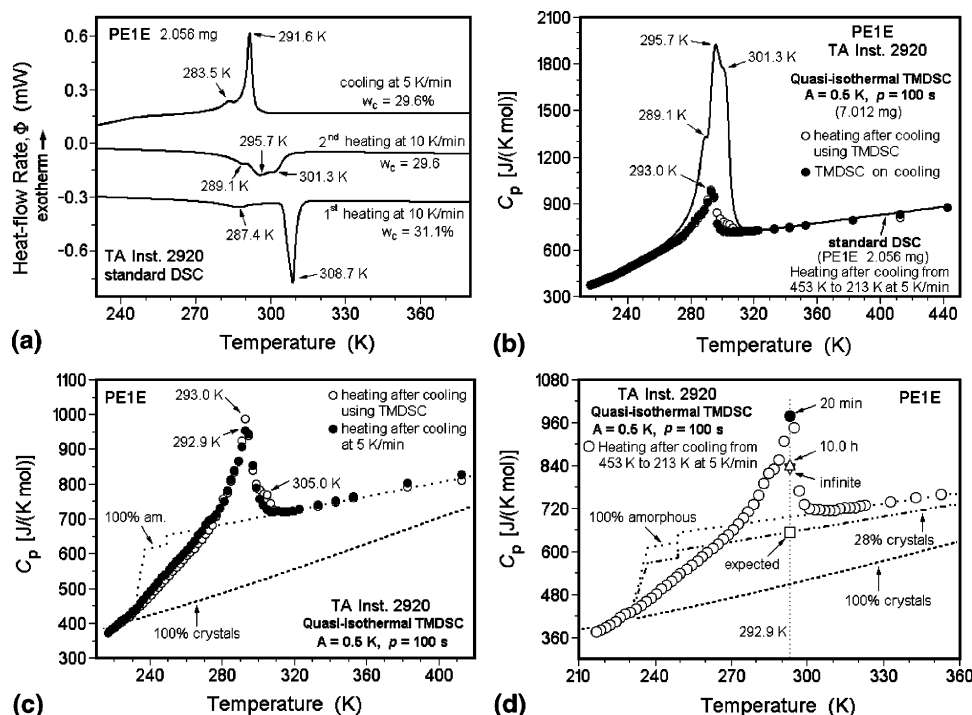 PE1E 2.056 mg
291.6 K
283.5 K
cooling at 5 K/min
wc = 29.6%
2nd heating at 10 K/min
295.7 K
wc = 29.6
289.1 K
301.3 K
1st heating at 10 K/min
287.4 K
wc = 31.1%
TA Inst. 2920
standard DSC
308.7 K
Heat-flow Rate, Φ (mW)
exotherm
0.6
0.3
0.0
-0.3
-0.6
240 280 320 360
Temperature (K)
(a)
PE1E
TA Inst. 2920
295.7 K
301.3 K
Quasi-isothermal TMDSC
A = 0.5 K, p = 100 s
(7.012 mg)
289.1 K
heating after cooling
using TMDSC
293.0 K
TMDSC on cooling
standard DSC
(PE1E 2.056 mg)
Heating after cooling from
453 K to 213 K at 5 K/min
Cp [J/(K mol)]
2100
1800
1500
1200
900
600
300
240 280 320 360 400 440
Temperature (K)
(b)
PE1E
293.0 K
heating after cooling
using TMDSC
292.9 K
heating after cooling
at 5 K/min
305.0 K
100% am.
100% crystals
TA Inst. 2920
Quasi-isothermal TMDSC
A = 0.5 K, p = 100 s
Cp [J/(K mol)]
1100
1000
900
800
700
600
500
400
300
240 280 320 360 400
Temperature (K)
(c)
TA Inst. 2920
PE1E
Quasi-isothermal TMDSC
A = 0.5 K, p = 100 s
20 min
Heating after cooling from
453 K to 213 K at 5 K/min
10.0 h
infinite
100% amorphous
expected
28% crystals
100% crystals
292.9 K
Cp [J/(K mol)]
1080
960
840
720
600
480
360
210 240 270 300 330 360
Temperature (K)
(d)